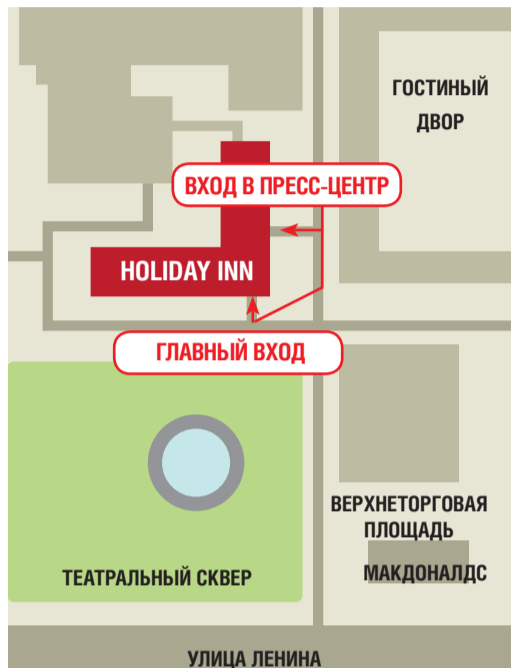 ГОСТИНЫЙ
ДВОР
ВХОД В ПРЕСС-ЦЕНТР
HOLIDAY INN
ГЛАВНЫЙ ВХОД
ВЕРХНЕТОРГОВАЯ
ПЛОЩАДЬ
ТЕАТРАЛЬНЫЙ СКВЕР
МАКДОНАЛДС
УЛИЦА ЛЕНИНА